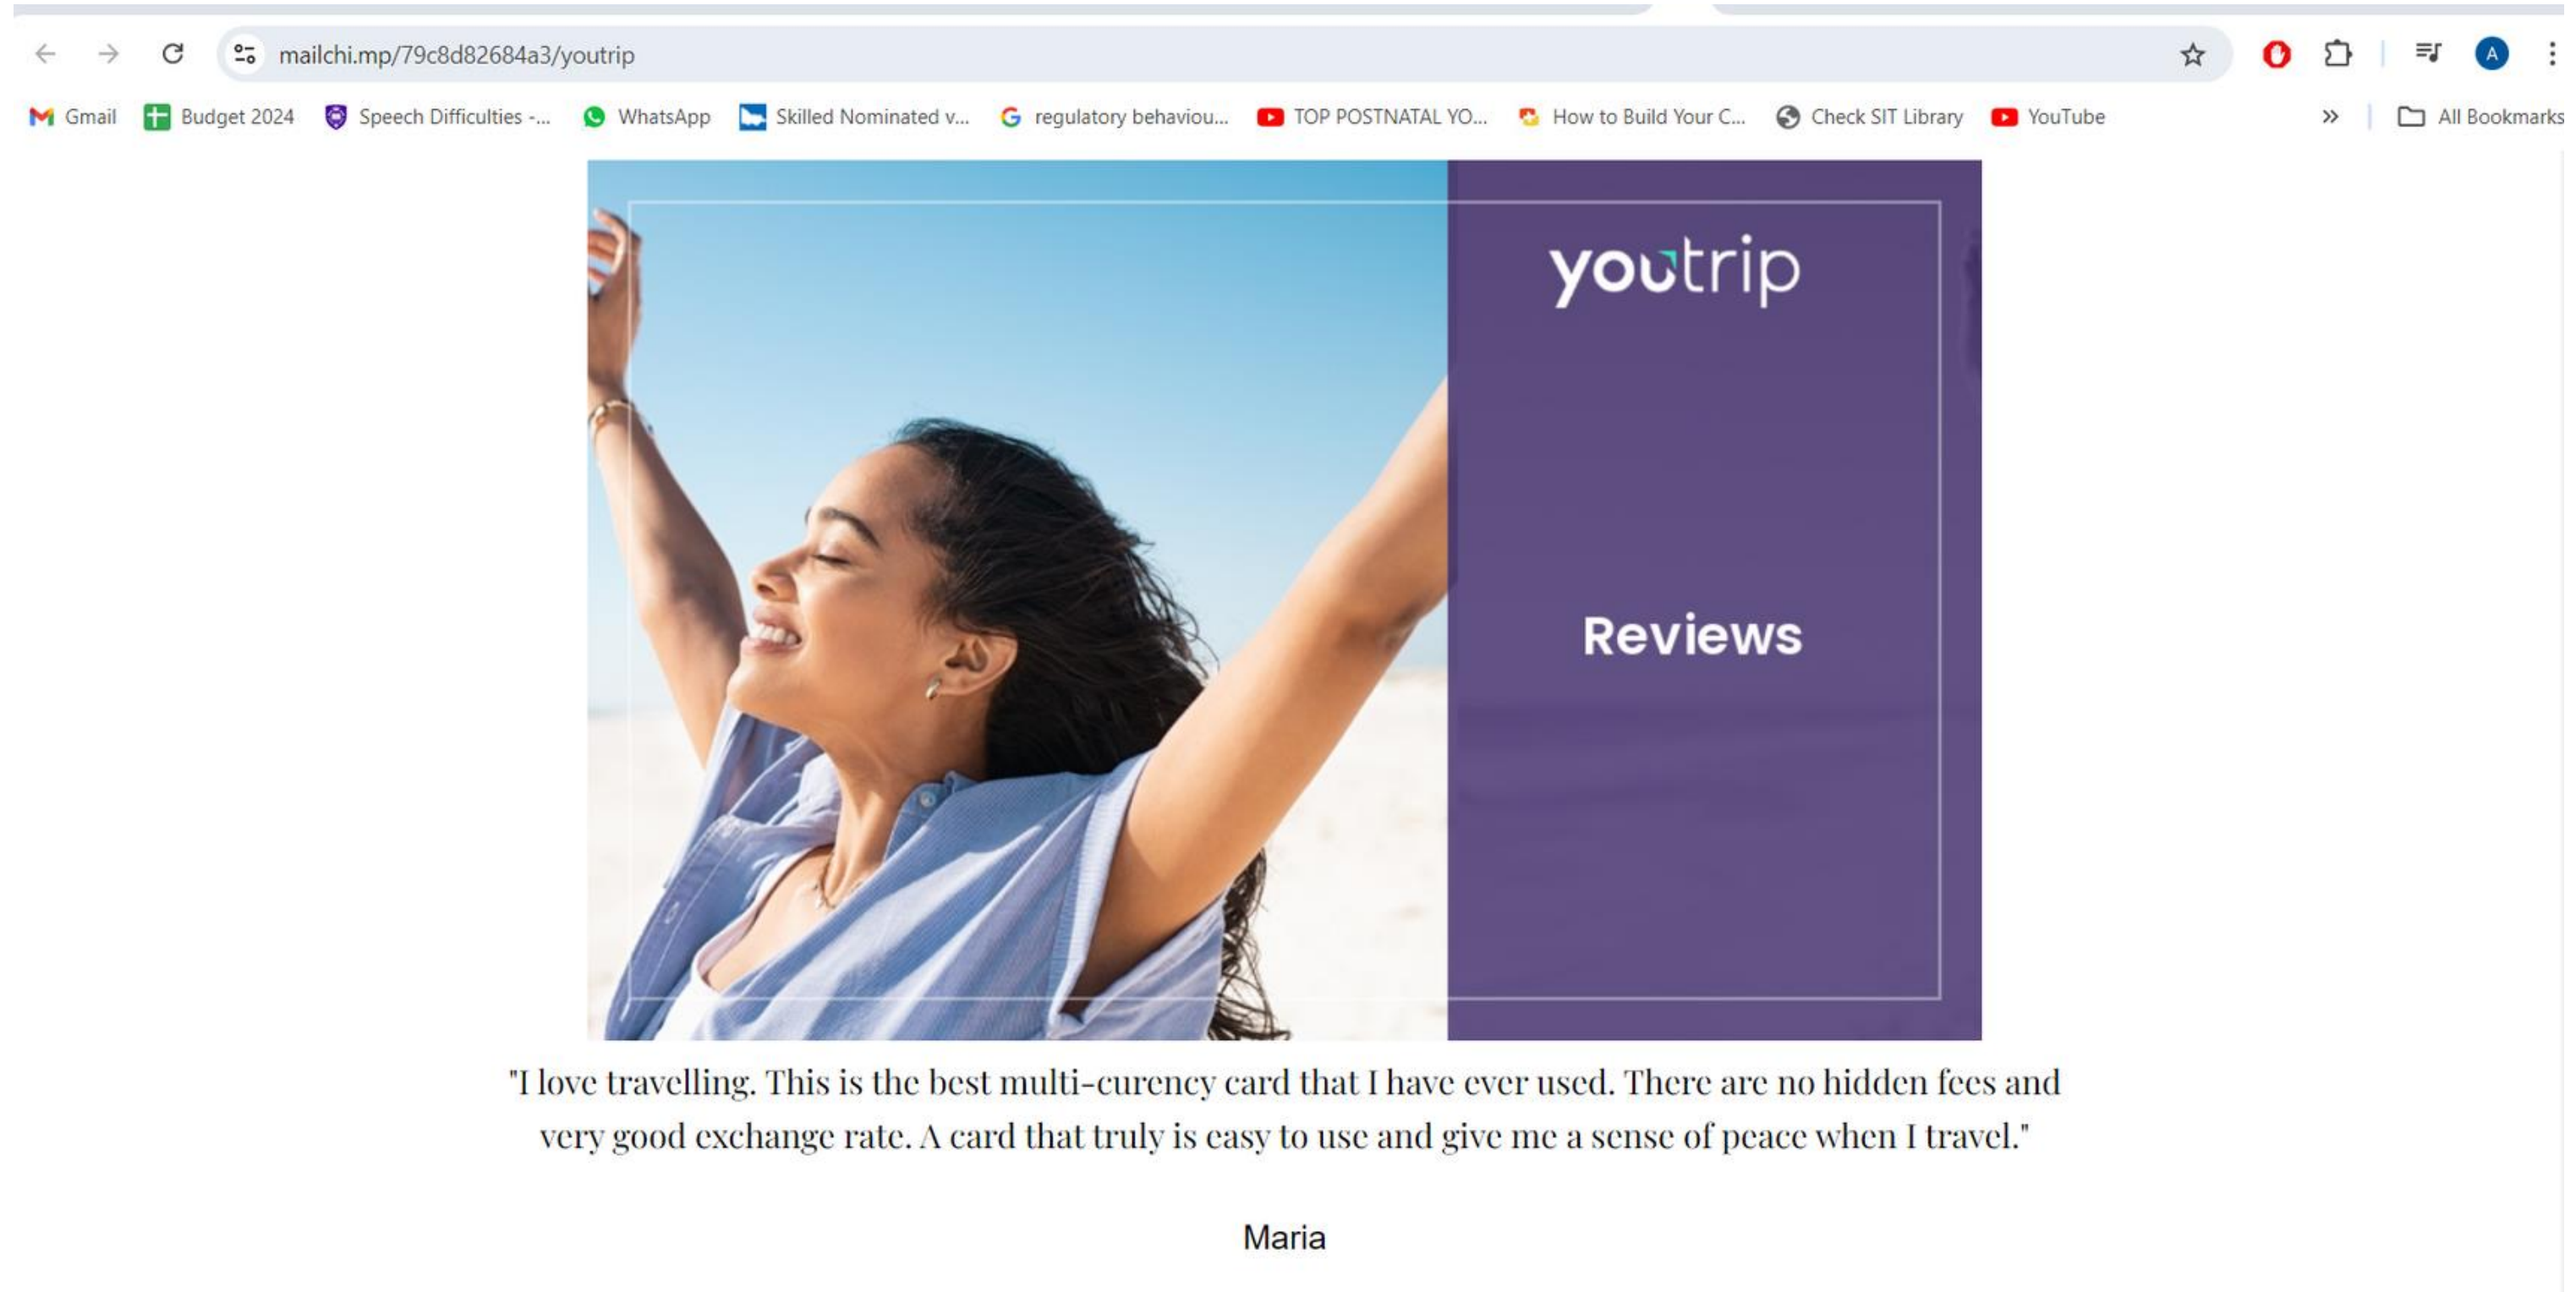 mailchi.mp/79c8d82684a3/youtrip
A
Gmail Budget 2024 Speech Difficulties -... WhatsApp Skilled Nominated v... regulatory behaviou... TOP POSTNATAL YO... How to Build Your C... Check SIT Library YouTube » All Bookmarks
youtrip
Reviews
"I love travelling. This is the best multi-curency card that I have ever used. There are no hidden fees and
very good exchange rate. A card that truly is easy to use and give me a sense of peace when I travel."
Maria